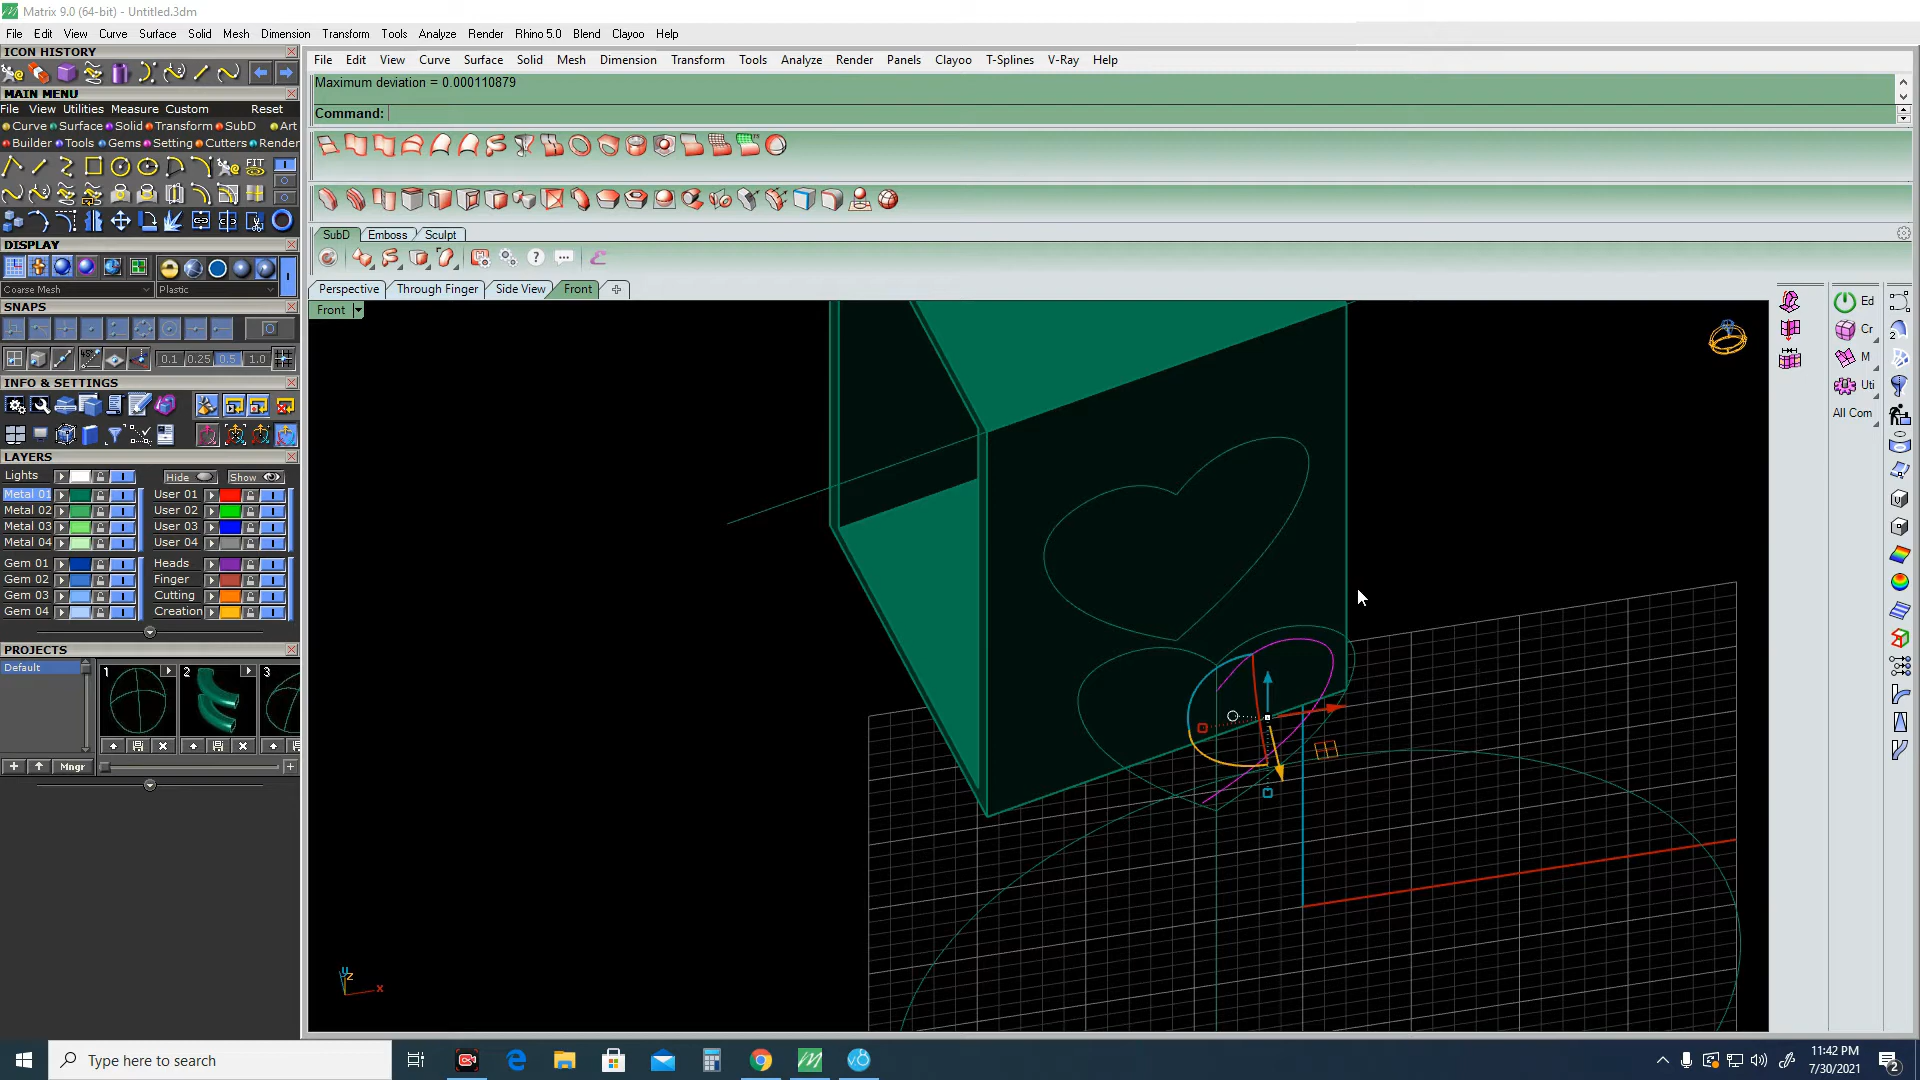 Matrix 9.0 (64-bit) - Untitled.3dm
File Edit View Curve Surface Solid Mesh Dimension Transform Tools Analyze Render Rhino 5.0 Blend Clayoo Help
ICON HISTORY
MAIN MENU
File View Utilities Measure Custom Reset
Curve Surface Solid Transform SubD Art
Builder Tools Gems Setting Cutters Render
FIT
DISPLAY
Coarse Mesh Plastic
SNAPS
0.1 0.25 0.5 1.0
INFO & SETTINGS
LAYERS
Lights Hide Show
Metal 01 User 01
Metal 02 User 02
Metal 03 User 03
Metal 04 User 04
Gem 01 Heads
Gem 02 Finger
Gem 03 Cutting
Gem 04 Creation
PROJECTS
Default 1 2 3
Mngr
File Edit View Curve Surface Solid Mesh Dimension Transform Tools Analyze Render Panels Clayoo T-Splines V-Ray Help
Maximum deviation = 0.000110879
Command:
SubD Emboss Sculpt
Perspective Through Finger Side View Front
Front
Ed
Cr
M
Uti
All Com
z
x
Type here to search
11:42 PM
7/30/2021
2